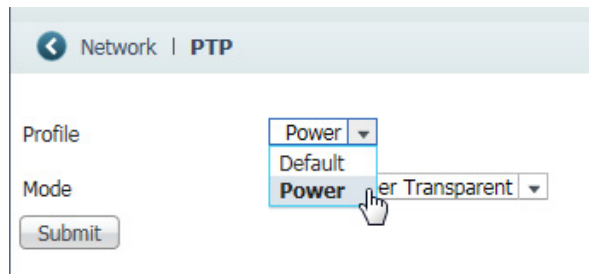 Network | PTP
Profile
Power
Default
Power
Mode
er Transparent
Submit